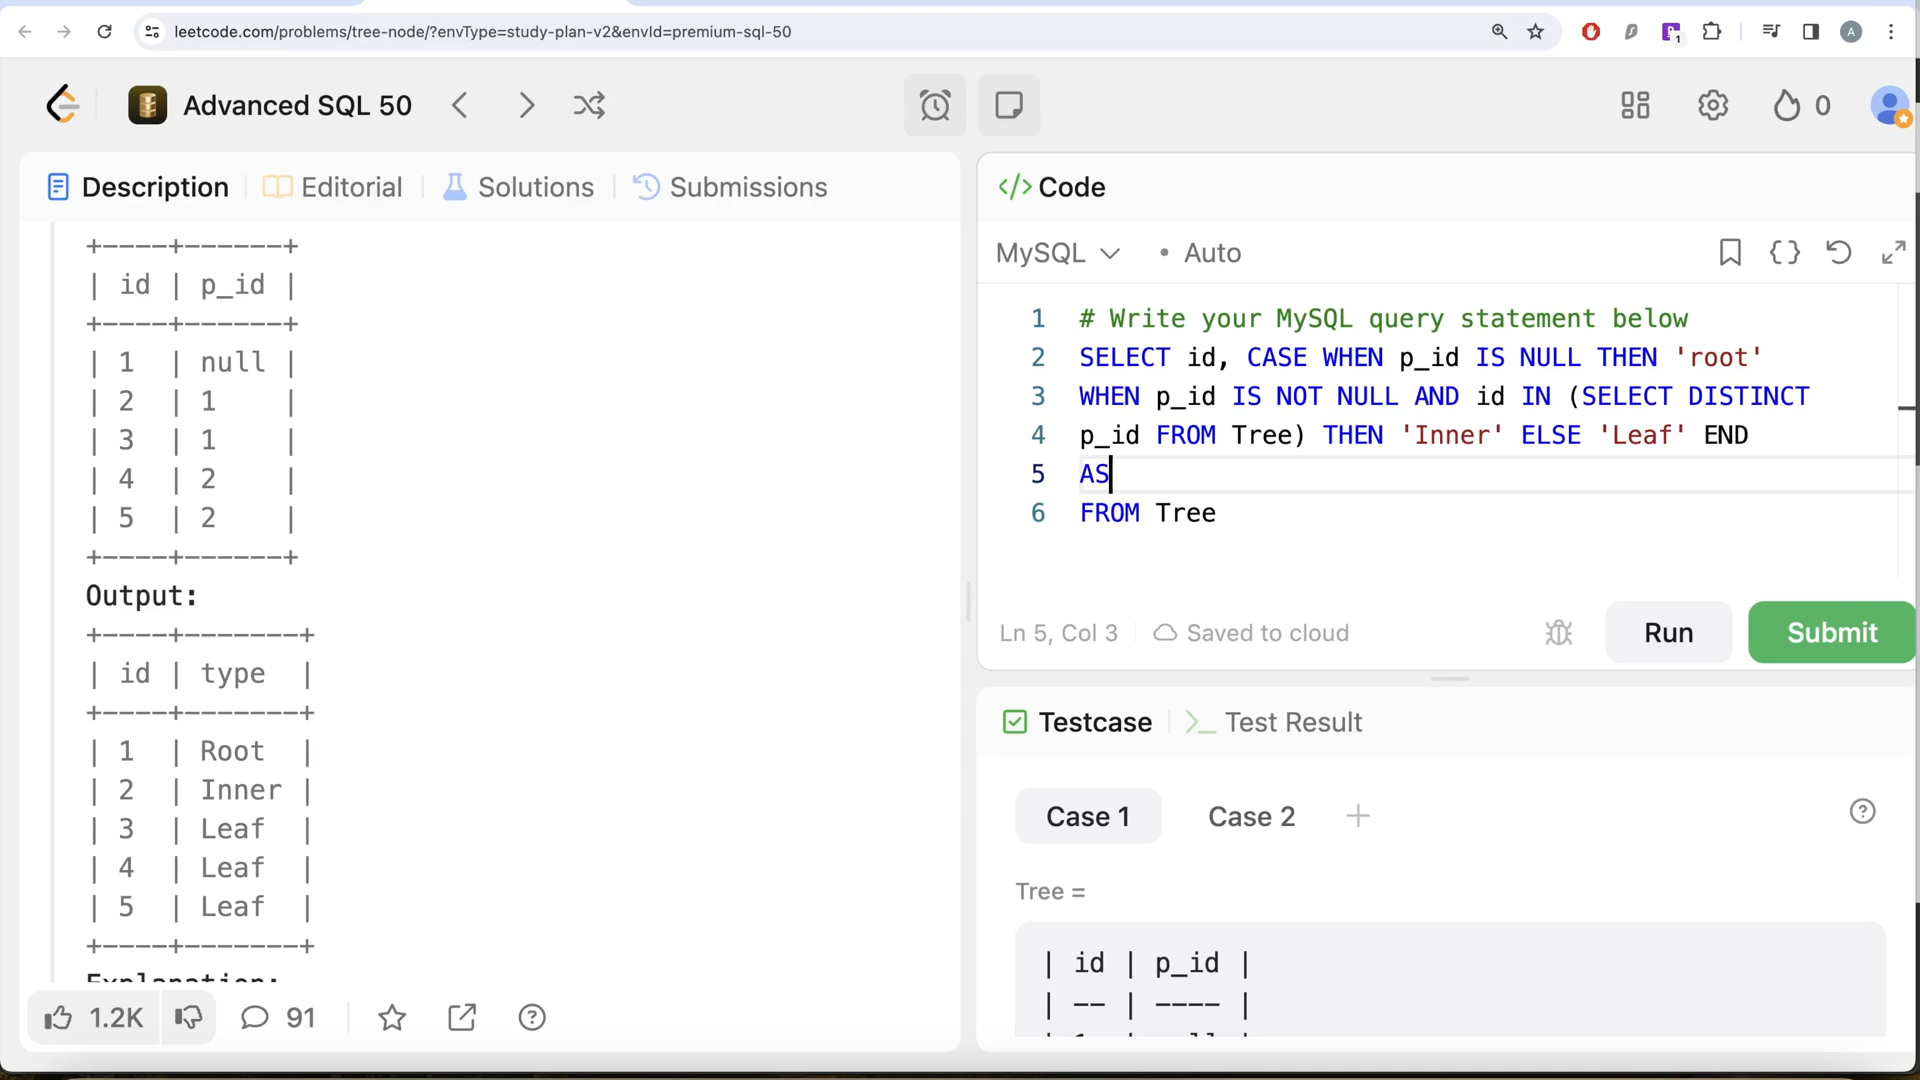 leetcode.com/problems/tree-node/?envType=study-plan-v2&envId=premium-sql-50
1
A
Advanced SQL 50
0
Description
Editorial
Solutions
Submissions
+----+------+
| id | p_id |
+----+------+
| 1 | null |
| 2 | 1 |
| 3 | 1 |
| 4 | 2 |
| 5 | 2 |
+----+------+
Output:
+----+-------+
| id | type |
+----+-------+
| 1 | Root |
| 2 | Inner |
| 3 | Leaf |
| 4 | Leaf |
| 5 | Leaf |
+----+-------+
Explanation:
1.2K
91
</> Code
MySQL
• Auto
1 # Write your MySQL query statement below
2 SELECT id, CASE WHEN p_id IS NULL THEN 'root'
3 WHEN p_id IS NOT NULL AND id IN (SELECT DISTINCT
4 p_id FROM Tree) THEN 'Inner' ELSE 'Leaf' END
5 AS
6 FROM Tree
Ln 5, Col 3
Saved to cloud
Run
Submit
Testcase
Test Result
Case 1
Case 2
Tree =
| id | p_id |
| -- | ---- |